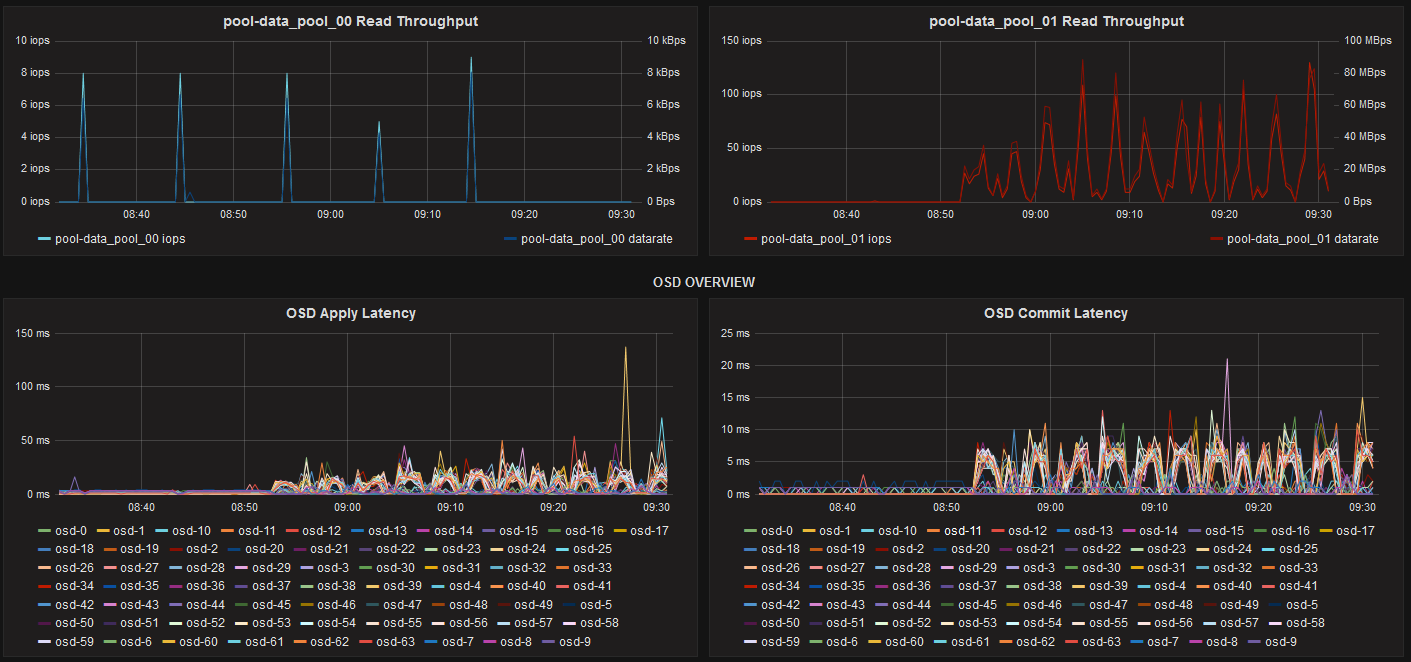 pool-data_pool_00 Read Throughput
10 iops
8 iops
6 iops
4 iops
2 iops
0 iops
10 kBps
8 kBps
6 kBps
4 kBps
2 kBps
0 Bps
08:40 08:50 09:00 09:10 09:20 09:30
pool-data_pool_00 iops pool-data_pool_00 datarate
pool-data_pool_01 Read Throughput
150 iops
100 iops
50 iops
0 iops
100 MBps
80 MBps
60 MBps
40 MBps
20 MBps
0 Bps
08:40 08:50 09:00 09:10 09:20 09:30
pool-data_pool_01 iops pool-data_pool_01 datarate
OSD OVERVIEW
OSD Apply Latency
150 ms
100 ms
50 ms
0 ms
08:40 08:50 09:00 09:10 09:20 09:30
osd-0 osd-1 osd-10 osd-11 osd-12 osd-13 osd-14 osd-15 osd-16 osd-17
osd-18 osd-19 osd-2 osd-20 osd-21 osd-22 osd-23 osd-24 osd-25
osd-26 osd-27 osd-28 osd-29 osd-3 osd-30 osd-31 osd-32 osd-33
osd-34 osd-35 osd-36 osd-37 osd-38 osd-39 osd-4 osd-40 osd-41
osd-42 osd-43 osd-44 osd-45 osd-46 osd-47 osd-48 osd-49 osd-5
osd-50 osd-51 osd-52 osd-53 osd-54 osd-55 osd-56 osd-57 osd-58
osd-59 osd-6 osd-60 osd-61 osd-62 osd-63 osd-7 osd-8 osd-9
OSD Commit Latency
25 ms
20 ms
15 ms
10 ms
5 ms
0 ms
08:40 08:50 09:00 09:10 09:20 09:30
osd-0 osd-1 osd-10 osd-11 osd-12 osd-13 osd-14 osd-15 osd-16 osd-17
osd-18 osd-19 osd-2 osd-20 osd-21 osd-22 osd-23 osd-24 osd-25
osd-26 osd-27 osd-28 osd-29 osd-3 osd-30 osd-31 osd-32 osd-33
osd-34 osd-35 osd-36 osd-37 osd-38 osd-39 osd-4 osd-40 osd-41
osd-42 osd-43 osd-44 osd-45 osd-46 osd-47 osd-48 osd-49 osd-5
osd-50 osd-51 osd-52 osd-53 osd-54 osd-55 osd-56 osd-57 osd-58
osd-59 osd-6 osd-60 osd-61 osd-62 osd-63 osd-7 osd-8 osd-9